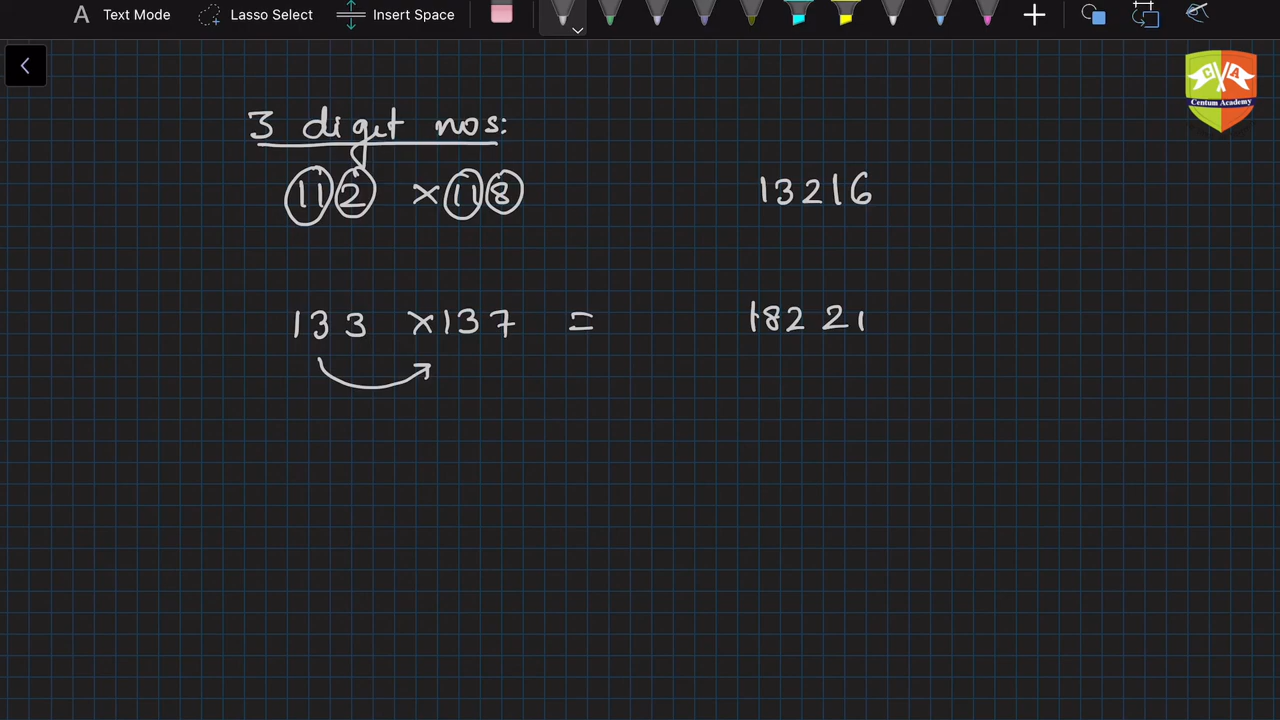 Text Mode Lasso Select Insert Space
C A
Centum Academy
3 digit nos:
112 × 118 13216
133 × 137 = 18221